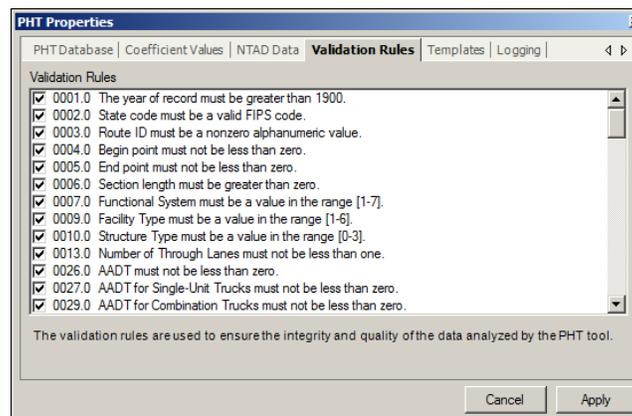 PHT Properties
PHT Database | Coefficient Values | NTAD Data | Validation Rules | Templates | Logging |
Validation Rules
0001.0 The year of record must be greater than 1900.
0002.0 State code must be a valid FIPS code.
0003.0 Route ID must be a nonzero alphanumeric value.
0004.0 Begin point must not be less than zero.
0005.0 End point must not be less than zero.
0006.0 Section length must be greater than zero.
0007.0 Functional System must be a value in the range [1-7].
0009.0 Facility Type must be a value in the range [1-6].
0010.0 Structure Type must be a value in the range [0-3].
0013.0 Number of Through Lanes must not be less than one.
0026.0 AADT must not be less than zero.
0027.0 AADT for Single-Unit Trucks must not be less than zero.
0029.0 AADT for Combination Trucks must not be less than zero.
The validation rules are used to ensure the integrity and quality of the data analyzed by the PHT tool.
Cancel Apply